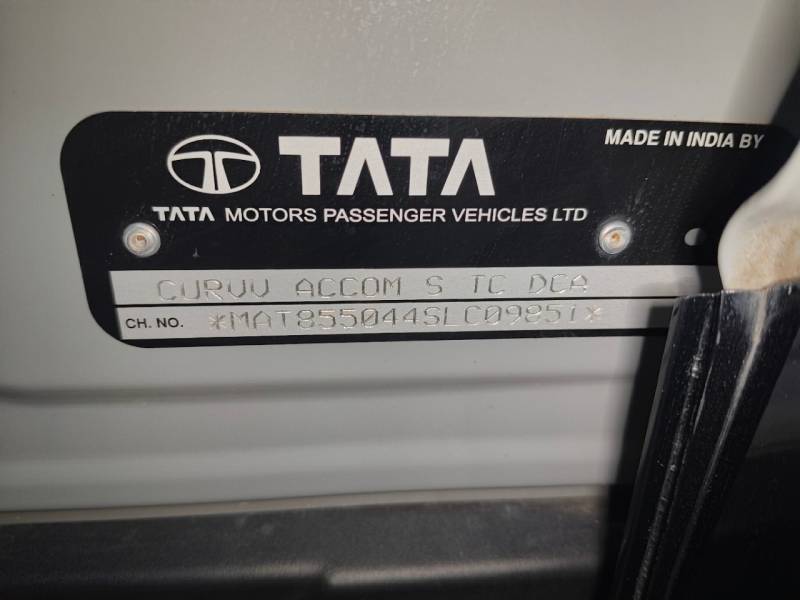 TATA
MADE IN INDIA BY
TATA MOTORS PASSENGER VEHICLES LTD
CURVV ACCOM S TC DCA
CH. NO. *MAT855044SLC09851*